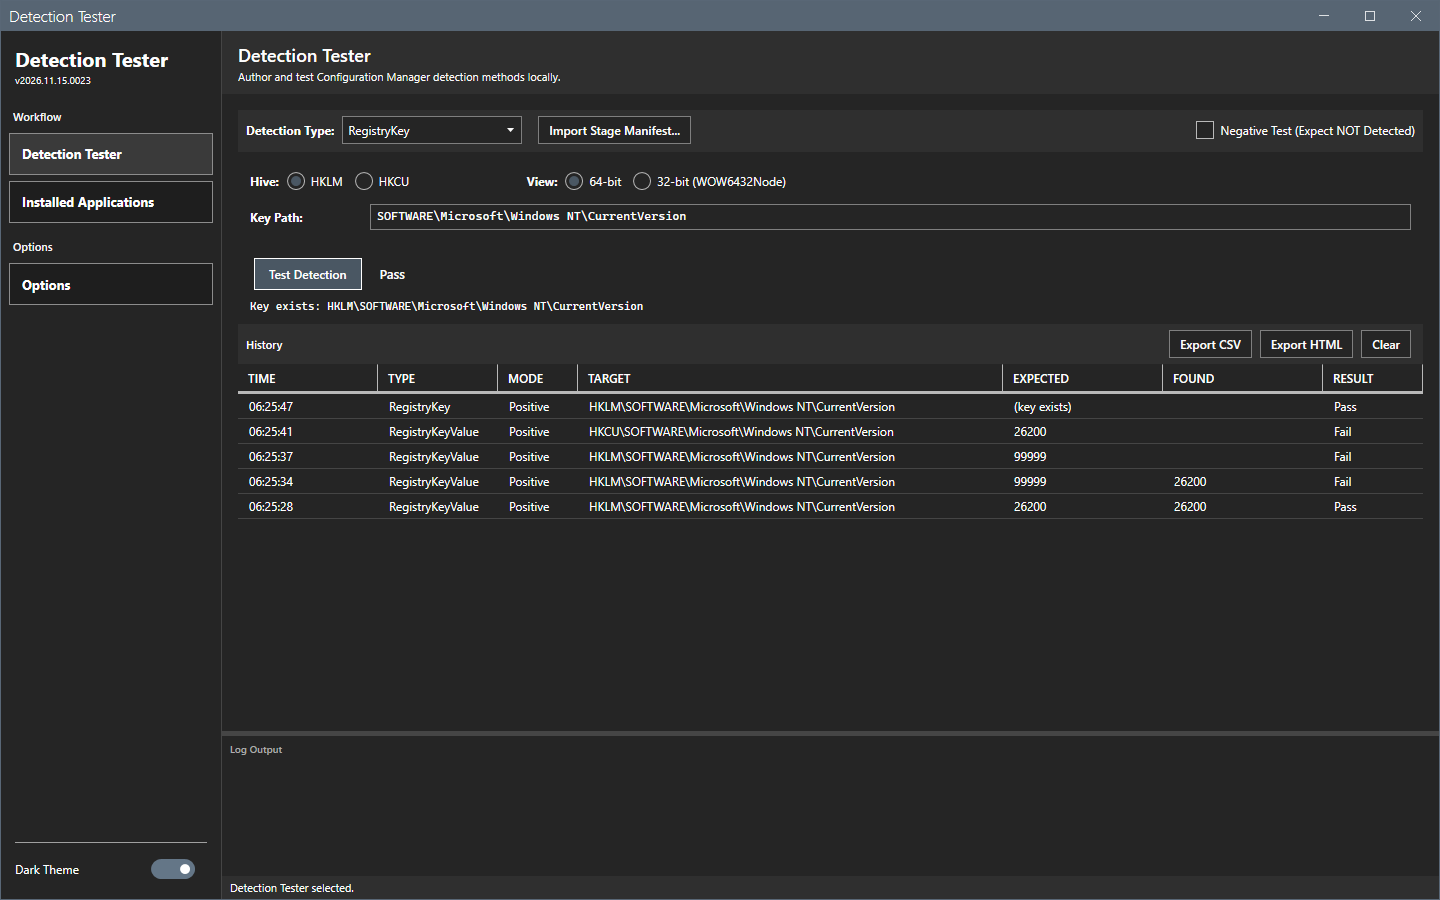 Detection Tester
Detection Tester
v2026.11.15.0023
Workflow
Detection Tester
Installed Applications
Options
Options
Dark Theme
Detection Tester
Author and test Configuration Manager detection methods locally.
Detection Type: RegistryKey Import Stage Manifest... Negative Test (Expect NOT Detected)
Hive: HKLM HKCU View: 64-bit 32-bit (WOW6432Node)
Key Path: SOFTWARE\Microsoft\Windows NT\CurrentVersion
Test Detection Pass
Key exists: HKLM\SOFTWARE\Microsoft\Windows NT\CurrentVersion
History Export CSV Export HTML Clear
TIME TYPE MODE TARGET EXPECTED FOUND RESULT
06:25:47 RegistryKey Positive HKLM\SOFTWARE\Microsoft\Windows NT\CurrentVersion (key exists) Pass
06:25:41 RegistryKeyValue Positive HKCU\SOFTWARE\Microsoft\Windows NT\CurrentVersion 26200 Fail
06:25:37 RegistryKeyValue Positive HKLM\SOFTWARE\Microsoft\Windows NT\CurrentVersion 99999 Fail
06:25:34 RegistryKeyValue Positive HKLM\SOFTWARE\Microsoft\Windows NT\CurrentVersion 99999 26200 Fail
06:25:28 RegistryKeyValue Positive HKLM\SOFTWARE\Microsoft\Windows NT\CurrentVersion 26200 26200 Pass
Log Output
Detection Tester selected.